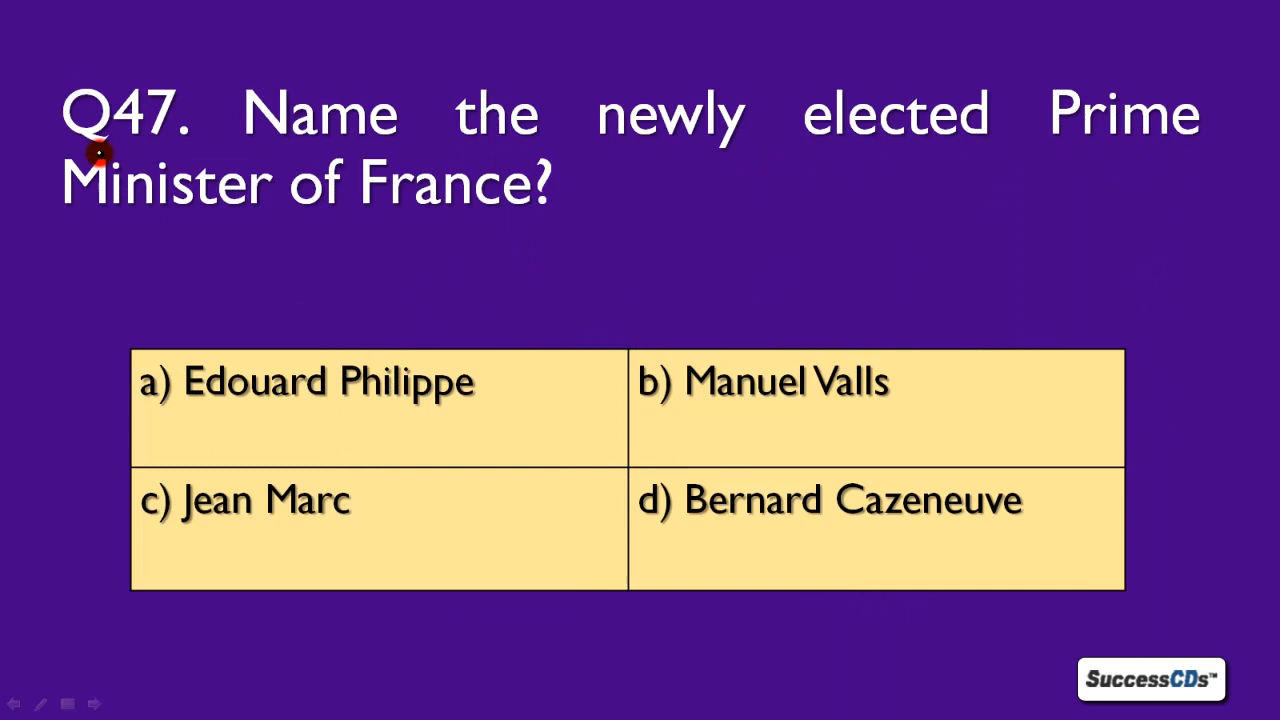 Q47. Name the newly elected Prime
Minister of France?
a) Edouard Philippe
b) Manuel Valls
c) Jean Marc
d) Bernard Cazeneuve
SuccessCDs™